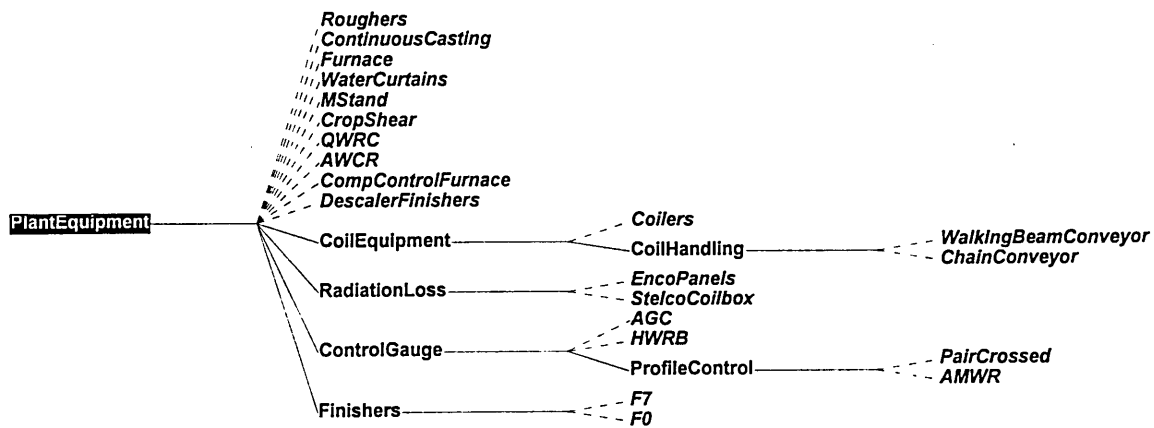 Roughers
ContinuousCasting
Furnace
WaterCurtains
MStand
CropShear
QWRC
AWCR
CompControlFurnace
DescalerFinishers
PlantEquipment
Coilers
CoilEquipment
CoilHandling
WalkingBeamConveyor
ChainConveyor
EncoPanels
RadiationLoss
StelcoCoilbox
AGC
HWRB
ControlGauge
ProfileControl
PairCrossed
AMWR
F7
Finishers
F0